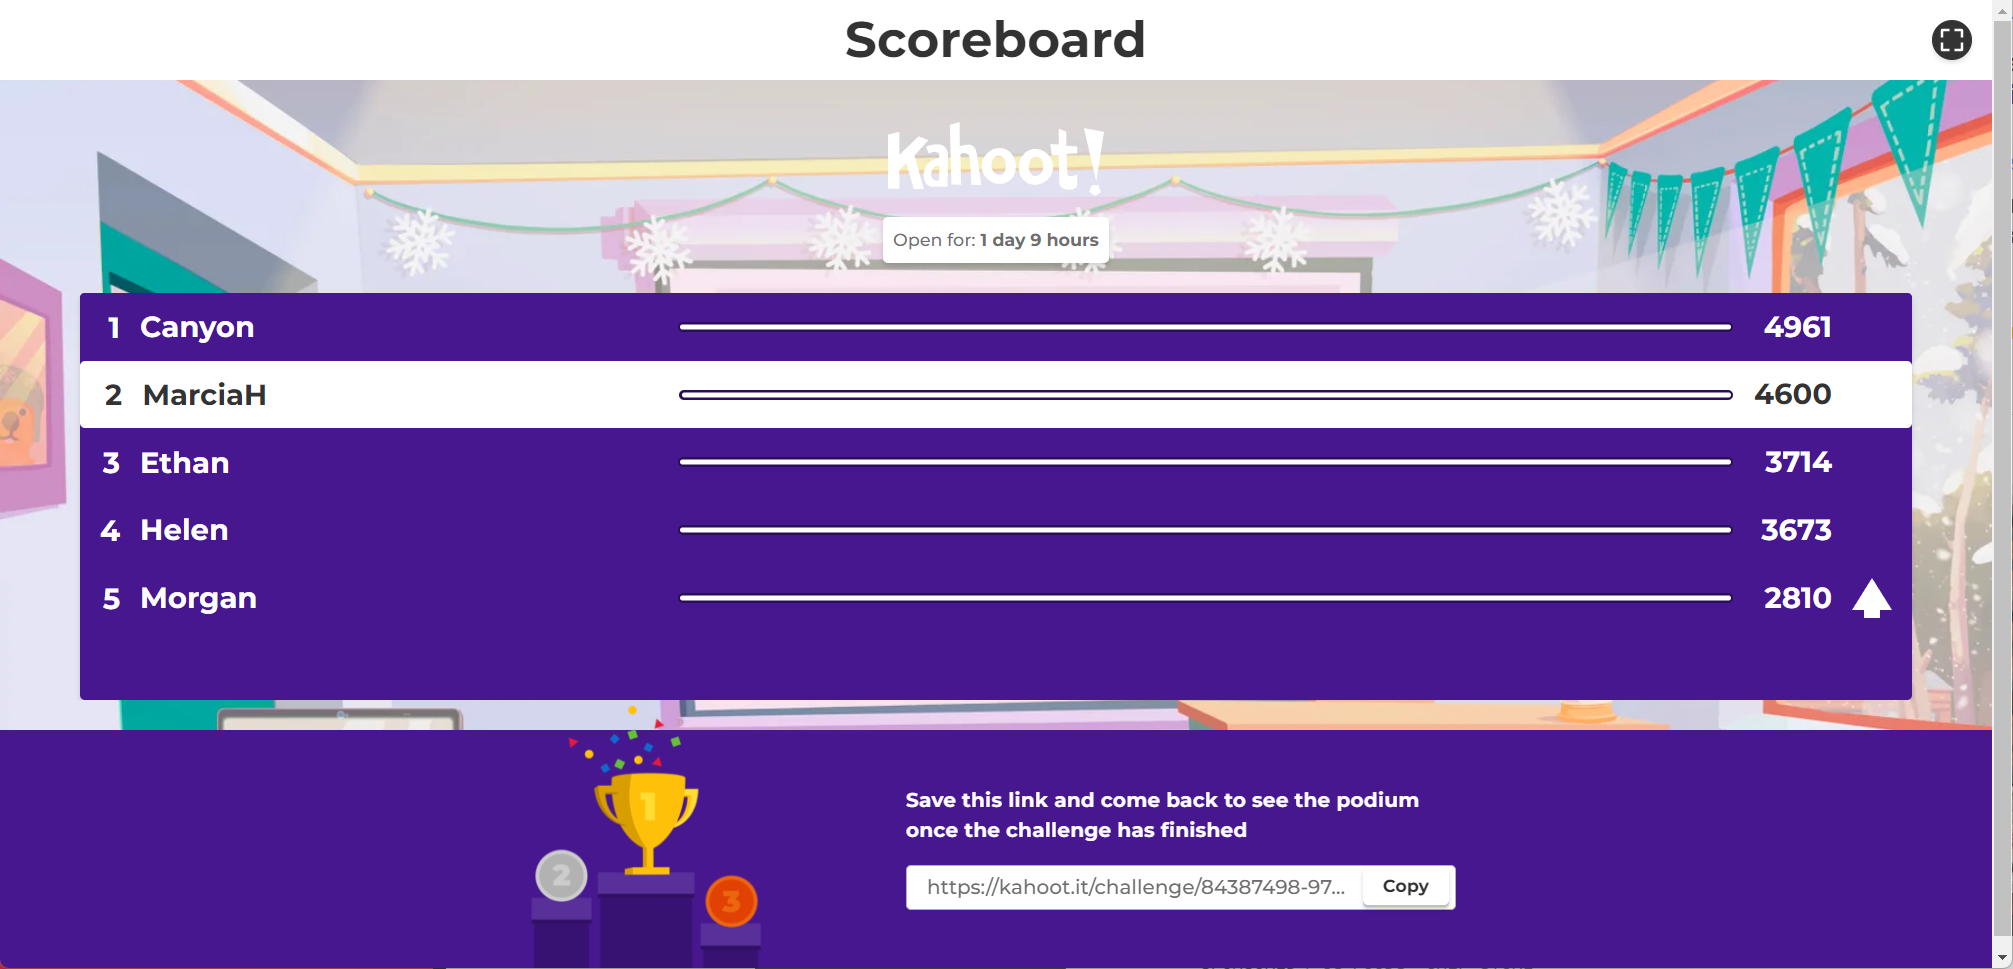 Scoreboard
Kahoot!
Open for: 1 day 9 hours
1 Canyon 4961
2 MarciaH 4600
3 Ethan 3714
4 Helen 3673
5 Morgan 2810
1
2
3
Save this link and come back to see the podium
once the challenge has finished
https://kahoot.it/challenge/84387498-97... Copy